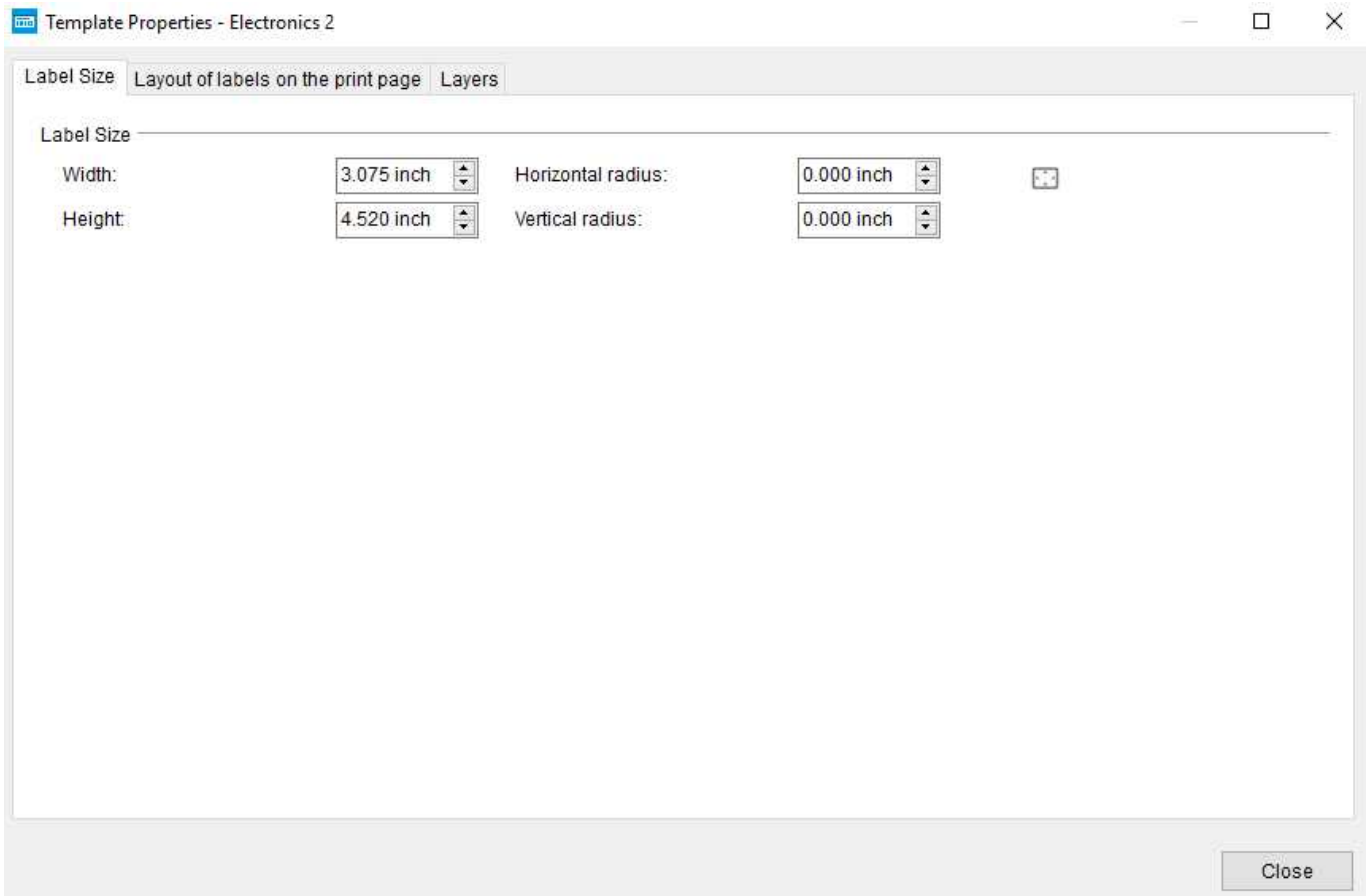 Template Properties - Electronics 2
Label Size Layout of labels on the print page Layers
Label Size
Width: 3.075 inch Horizontal radius: 0.000 inch
Height: 4.520 inch Vertical radius: 0.000 inch
Close